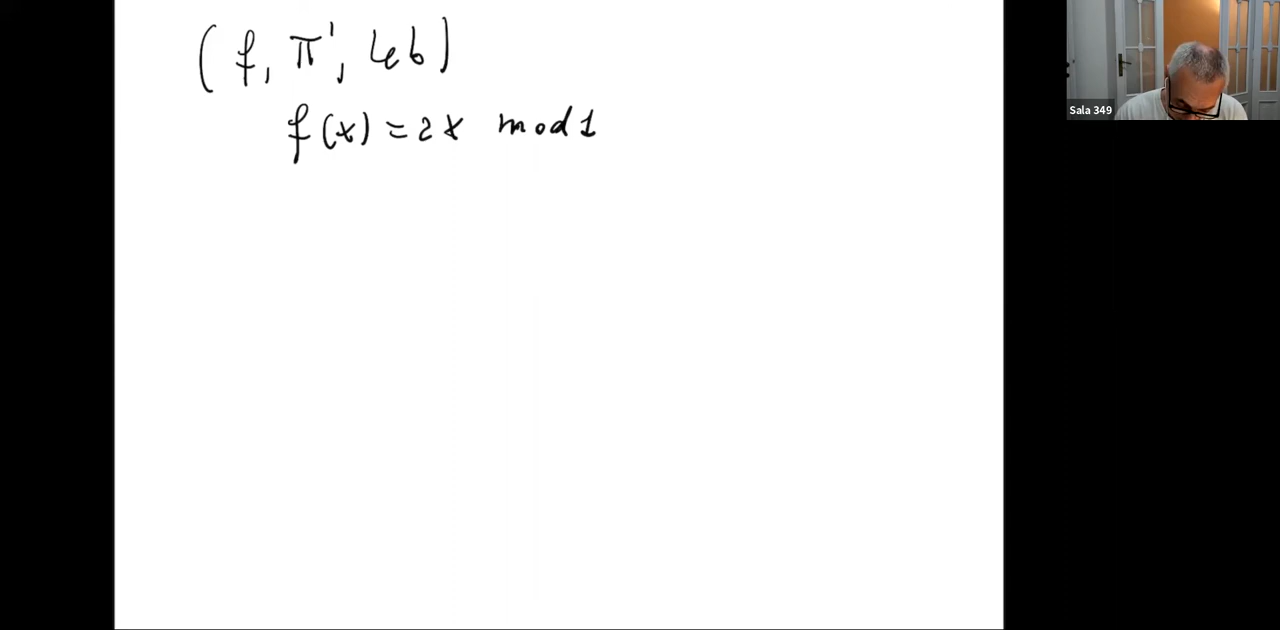 (f, π¹, Leb)
f(x) = 2x mod 1
Sala 349